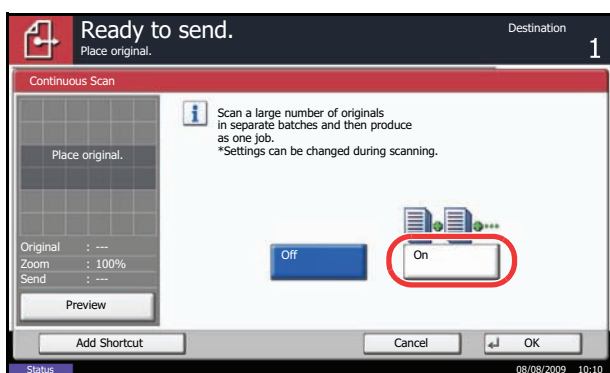 Ready to send.
Destination
Place original.
1
Continuous Scan
Scan a large number of originals
in separate batches and then produce
as one job.
*Settings can be changed during scanning.
Place original.
Original : ---
Zoom : 100%
Send : ---
Off
On
Preview
Add Shortcut
Cancel
OK
Status
08/08/2009 10:10